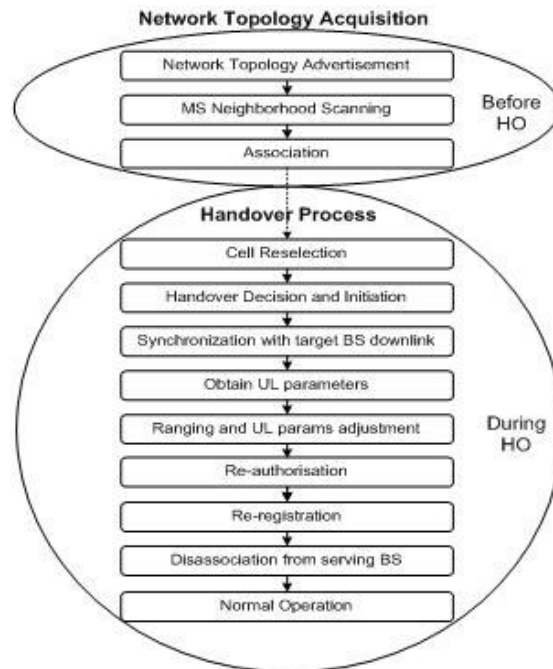 Network Topology Acquisition
Network Topology Advertisement
MS Neighborhood Scanning
Association
Before
HO
Handover Process
Cell Reselection
Handover Decision and Initiation
Synchronization with target BS downlink
Obtain UL parameters
Ranging and UL params adjustment
Re-authorisation
Re-registration
Disassociation from serving BS
Normal Operation
During
HO